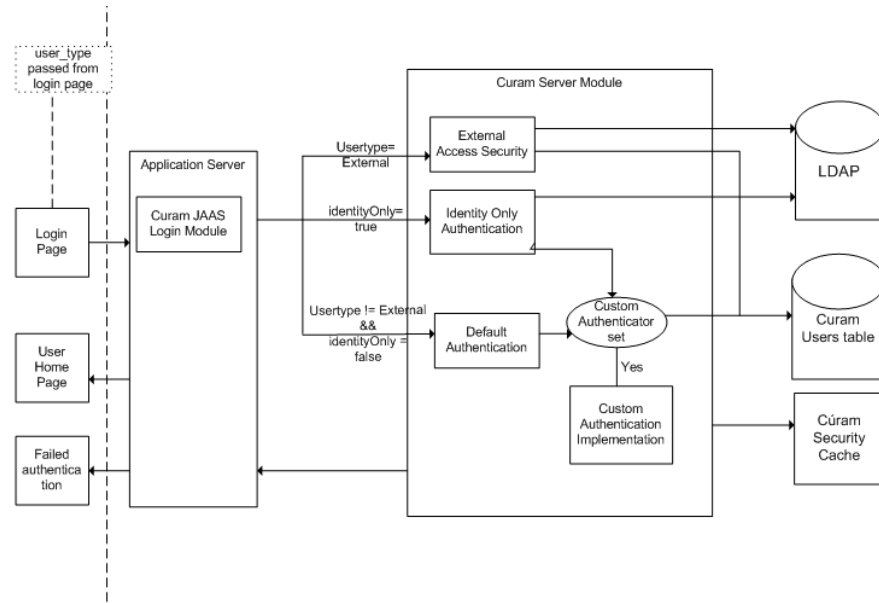 user_type
passed from
login page
Curam Server Module
Usertype=
External
External
Access Security
Application Server
LDAP
Curam JAAS
Login Module
identityOnly=
true
Identity Only
Authentication
Login
Page
Usertype != External
&&
identityOnly =
false
Default
Authentication
Custom
Authenticator
set
Curam
Users table
User
Home
Page
Yes
Custom
Authentication
Implementation
Cúram
Security
Cache
Failed
authentica
tion